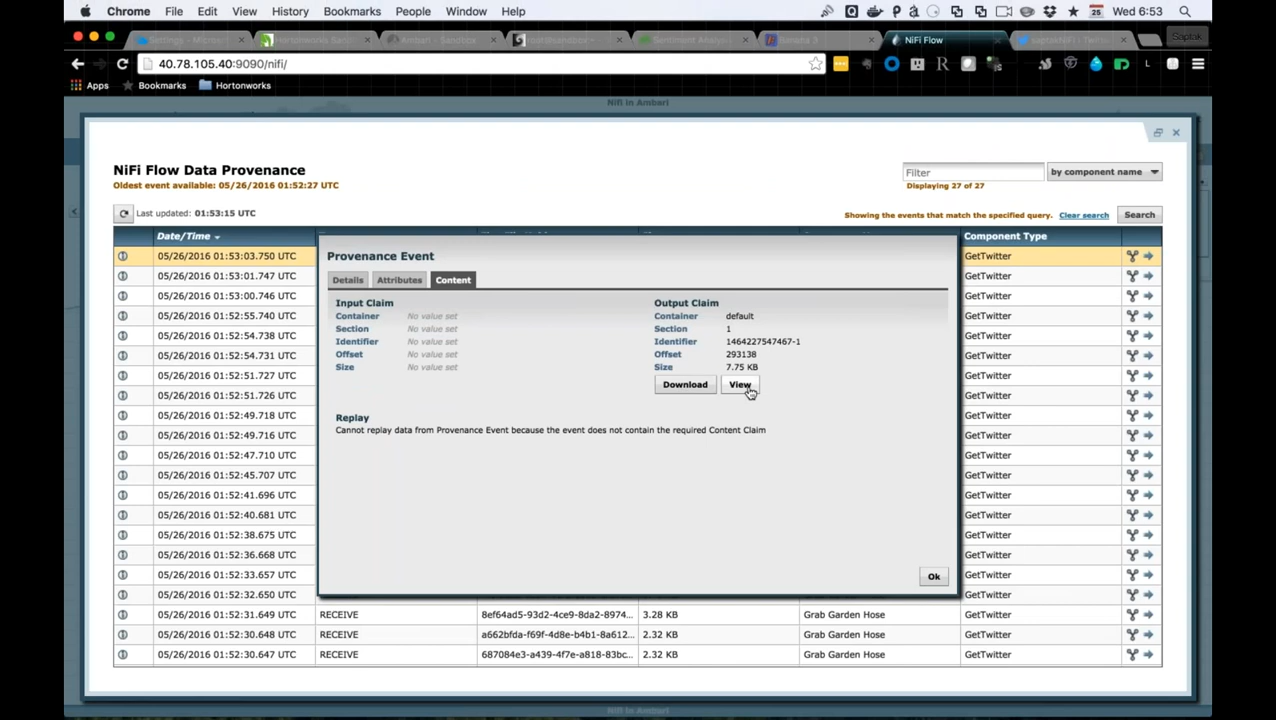 Chrome File Edit View History Bookmarks People Window Help
25 Wed 6:53
NiFi Flow
Saptak
40.78.105.40:9090/nifi/
Apps Bookmarks Hortonworks
Nifi in Ambari
NiFi Flow Data Provenance
Oldest event available: 05/26/2016 01:52:27 UTC
Filter by component name
Displaying 27 of 27
Last updated: 01:53:15 UTC
Showing the events that match the specified query. Clear search Search
Date/Time Component Type
Provenance Event
05/26/2016 01:53:03.750 UTC GetTwitter
05/26/2016 01:53:01.747 UTC GetTwitter
05/26/2016 01:53:00.746 UTC GetTwitter
05/26/2016 01:52:55.740 UTC GetTwitter
05/26/2016 01:52:54.738 UTC GetTwitter
05/26/2016 01:52:54.731 UTC GetTwitter
05/26/2016 01:52:51.727 UTC GetTwitter
05/26/2016 01:52:51.726 UTC GetTwitter
05/26/2016 01:52:49.718 UTC GetTwitter
05/26/2016 01:52:49.716 UTC GetTwitter
05/26/2016 01:52:47.710 UTC GetTwitter
05/26/2016 01:52:45.707 UTC GetTwitter
05/26/2016 01:52:41.696 UTC GetTwitter
05/26/2016 01:52:40.681 UTC GetTwitter
05/26/2016 01:52:38.675 UTC GetTwitter
05/26/2016 01:52:36.668 UTC GetTwitter
05/26/2016 01:52:33.657 UTC GetTwitter
05/26/2016 01:52:32.650 UTC GetTwitter
05/26/2016 01:52:31.649 UTC RECEIVE 8ef64ad5-93d2-4ce9-8da2-8974... 3.28 KB Grab Garden Hose GetTwitter
05/26/2016 01:52:30.648 UTC RECEIVE a662bfda-f69f-4d8e-b4b1-8a612... 2.32 KB Grab Garden Hose GetTwitter
05/26/2016 01:52:30.647 UTC RECEIVE 687084e3-a439-4f7e-a818-83bc... 2.32 KB Grab Garden Hose GetTwitter
Details Attributes Content
Input Claim Output Claim
Container No value set Container default
Section No value set Section 1
Identifier No value set Identifier 1464227547467-1
Offset No value set Offset 293138
Size No value set Size 7.75 KB
Download View
Replay
Cannot replay data from Provenance Event because the event does not contain the required Content Claim
Ok
Nifi in Ambari